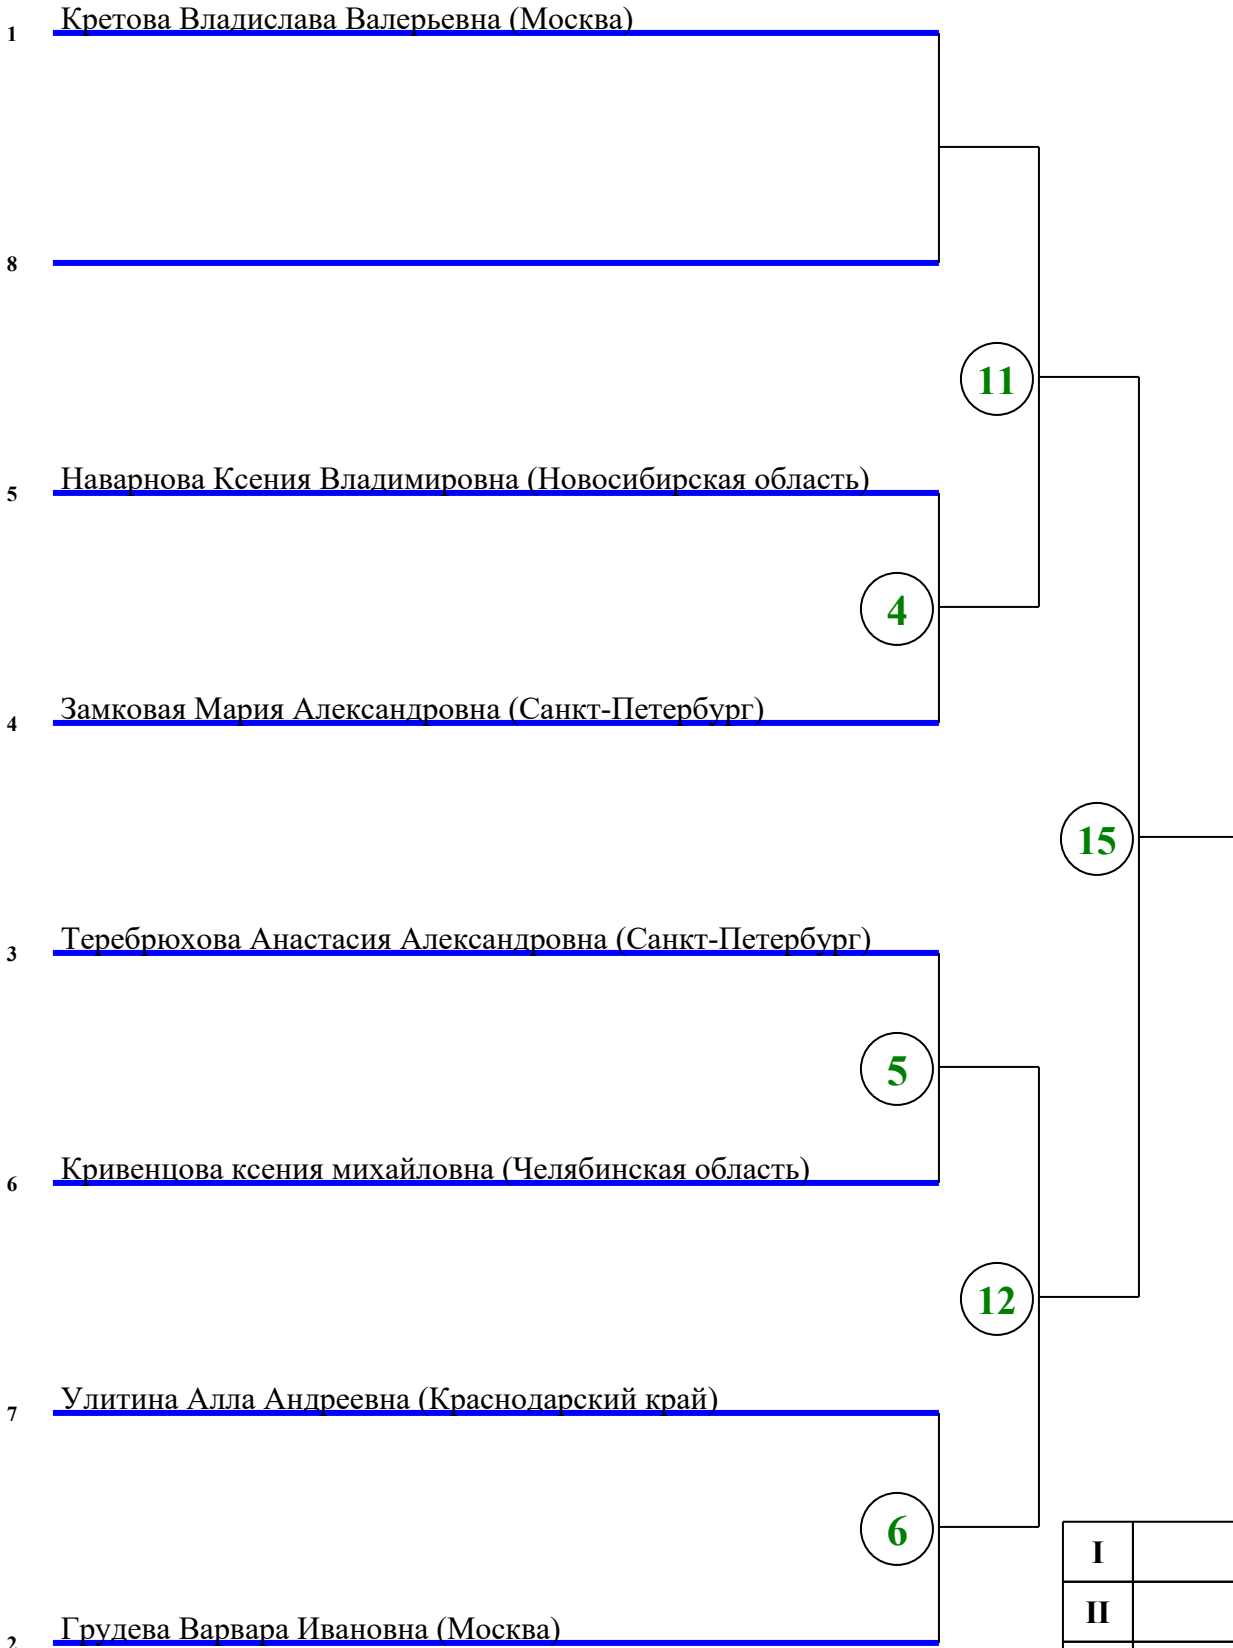 Кретова Владислава Валерьевна (Москва)
1
8
11
Наварнова Ксения Владимировна (Новосибирская область)
5
4
Замковая Мария Александровна (Санкт-Петербург)
4
15
Теребрюхова Анастасия Александровна (Санкт-Петербург)
3
5
Кривенцова ксения михайловна (Челябинская область)
6
12
Улитина Алла Андреевна (Краснодарский край)
7
6
I
II
Грудева Варвара Ивановна (Москва)
2